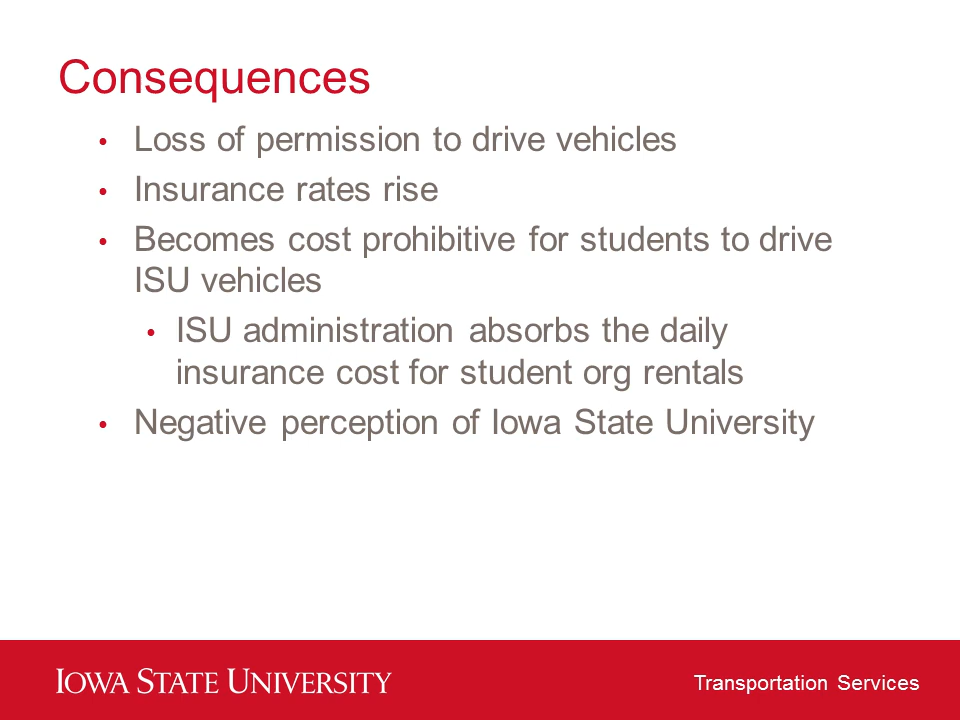 Consequences
• Loss of permission to drive vehicles
• Insurance rates rise
• Becomes cost prohibitive for students to drive
ISU vehicles
• ISU administration absorbs the daily
insurance cost for student org rentals
• Negative perception of Iowa State University
IOWA STATE UNIVERSITY
Transportation Services